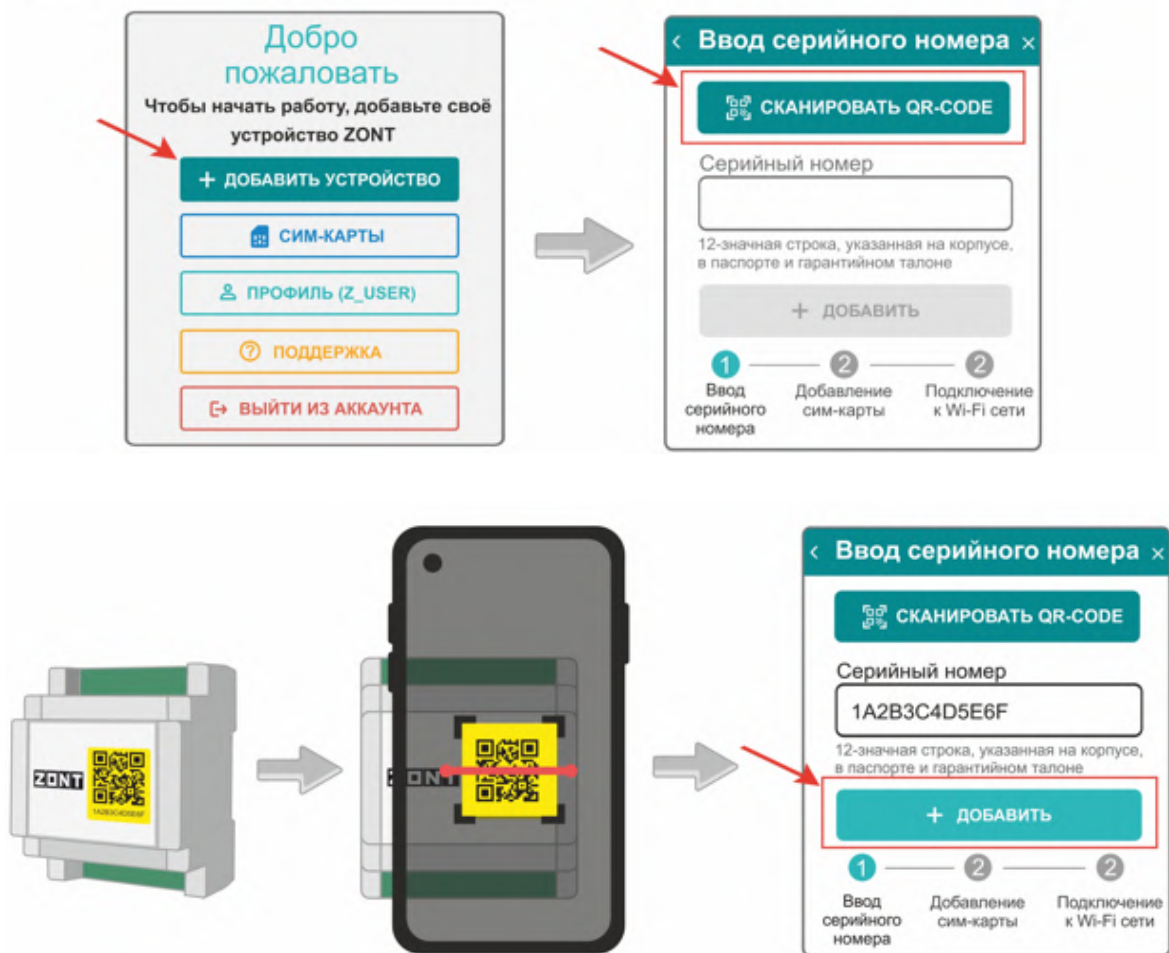 Добро
пожаловать
Чтобы начать работу, добавьте своё
устройство ZONT
+ ДОБАВИТЬ УСТРОЙСТВО
СИМ-КАРТЫ
ПРОФИЛЬ (Z_USER)
ПОДДЕРЖКА
ВЫЙТИ ИЗ АККАУНТА
< Ввод серийного номера ×
СКАНИРОВАТЬ QR-CODE
Серийный номер
12-значная строка, указанная на корпусе,
в паспорте и гарантийном талоне
+ ДОБАВИТЬ
1 2 2
Ввод серийного номера
Добавление сим-карты
Подключение к Wi-Fi сети
ZONT
1A2B3C4D5E6F
ZONT
< Ввод серийного номера ×
СКАНИРОВАТЬ QR-CODE
Серийный номер
1A2B3C4D5E6F
12-значная строка, указанная на корпусе,
в паспорте и гарантийном талоне
+ ДОБАВИТЬ
1 2 2
Ввод серийного номера
Добавление сим-карты
Подключение к Wi-Fi сети